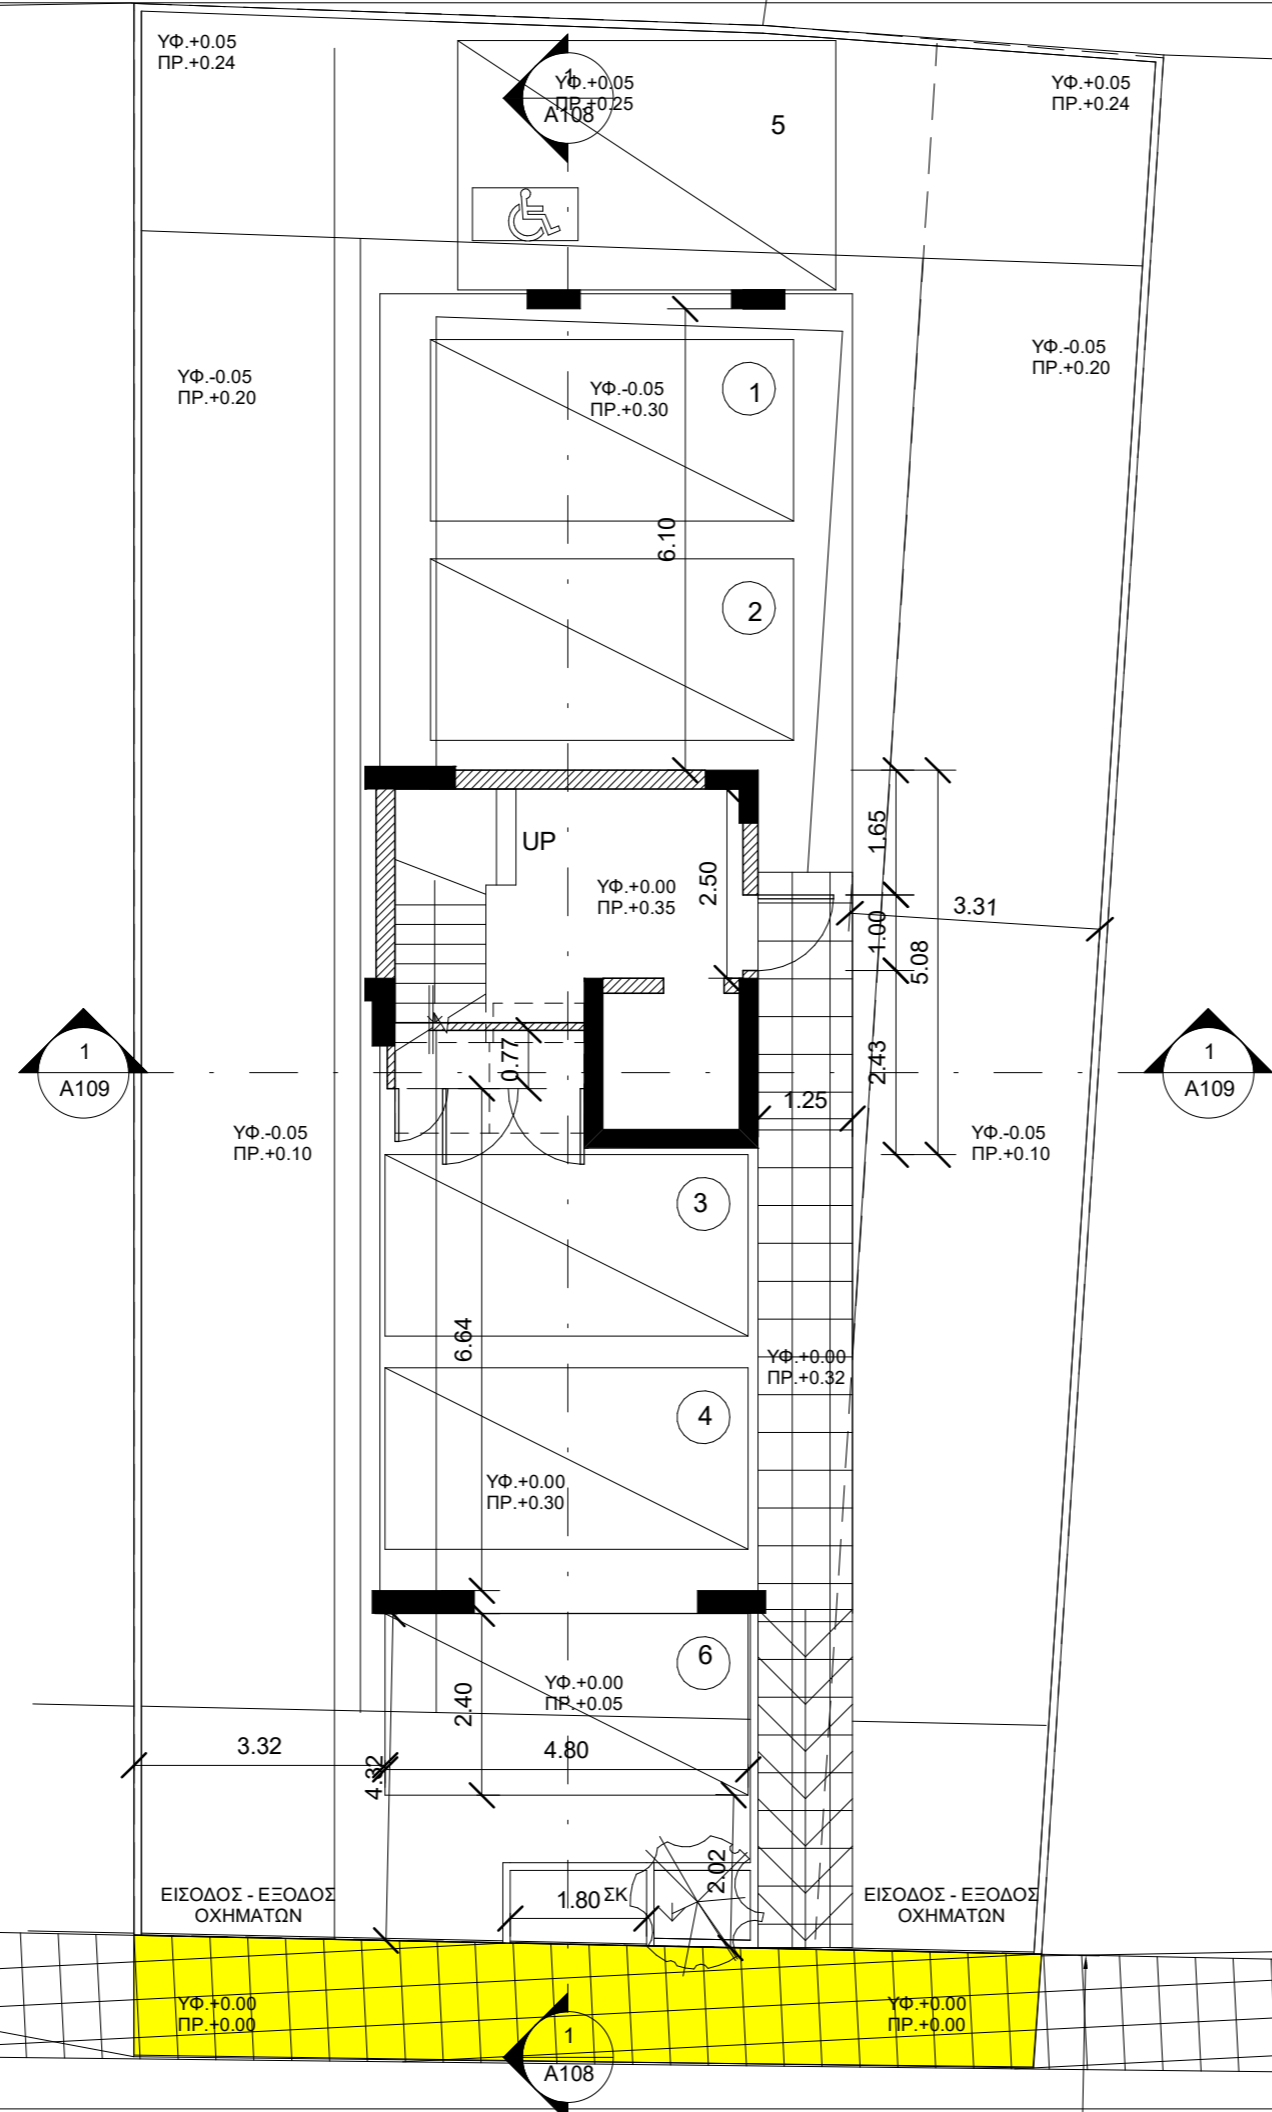 ΥΦ.+0.05
ΠΡ.+0.24
1
A108
ΥΦ.+0.05
ΠΡ.+0.25
5
ΥΦ.+0.05
ΠΡ.+0.24
ΥΦ.-0.05
ΠΡ.+0.20
ΥΦ.-0.05
ΠΡ.+0.30
1
ΥΦ.-0.05
ΠΡ.+0.20
6.10
2
UP
ΥΦ.+0.00
ΠΡ.+0.35
2.50
1.65
1.00
5.08
3.31
1
A109
0.77
2.43
1.25
1
A109
ΥΦ.-0.05
ΠΡ.+0.10
ΥΦ.-0.05
ΠΡ.+0.10
3
6.64
ΥΦ.+0.00
ΠΡ.+0.32
4
ΥΦ.+0.00
ΠΡ.+0.30
6
ΥΦ.+0.00
ΠΡ.+0.05
2.40
3.32
4.32
4.80
2.02
1.80
ΣΚ
ΕΙΣΟΔΟΣ - ΕΞΟΔΟΣ
ΟΧΗΜΑΤΩΝ
ΕΙΣΟΔΟΣ - ΕΞΟΔΟΣ
ΟΧΗΜΑΤΩΝ
ΥΦ.+0.00
ΠΡ.+0.00
ΥΦ.+0.00
ΠΡ.+0.00
1
A108